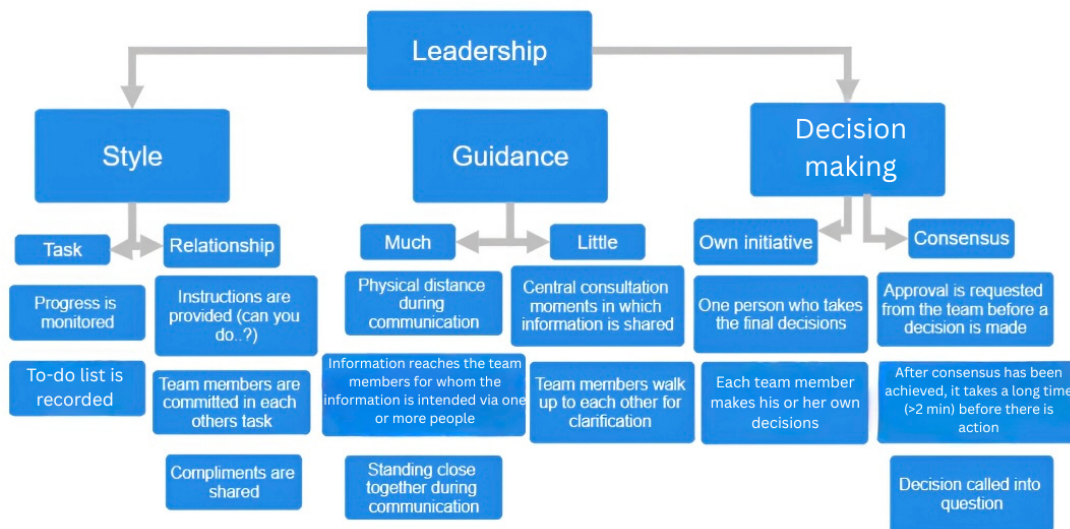 Leadership
Style
Guidance
Decision
making
Task
Relationship
Much
Little
Own initiative
Consensus
Progress is
monitored
Instructions are
provided (can you
do..?)
Physical distance
during
communication
Central consultation
moments in which
information is shared
One person who takes
the final decisions
Approval is requested
from the team before a
decision is made
To-do list is
recorded
Team members are
committed in each
others task
Information reaches the team
members for whom the
information is intended via one
or more people
Team members walk
up to each other for
clarification
Each team member
makes his or her own
decisions
After consensus has been
achieved, it takes a long time
(>2 min) before there is
action
Compliments are
shared
Standing close
together during
communication
Decision called into
question